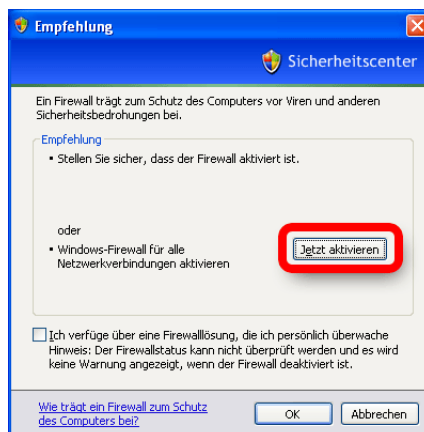 Empfehlung
Sicherheitscenter
Ein Firewall trägt zum Schutz des Computers vor Viren und anderen
Sicherheitsbedrohungen bei.
Empfehlung
• Stellen Sie sicher, dass der Firewall aktiviert ist.
oder
• Windows-Firewall für alle
Netzwerkverbindungen aktivieren
Jetzt aktivieren
Ich verfüge über eine Firewalllösung, die ich persönlich überwache
Hinweis: Der Firewallstatus kann nicht überprüft werden und es wird
keine Warnung angezeigt, wenn der Firewall deaktiviert ist.
Wie trägt ein Firewall zum Schutz
des Computers bei?
OK
Abbrechen